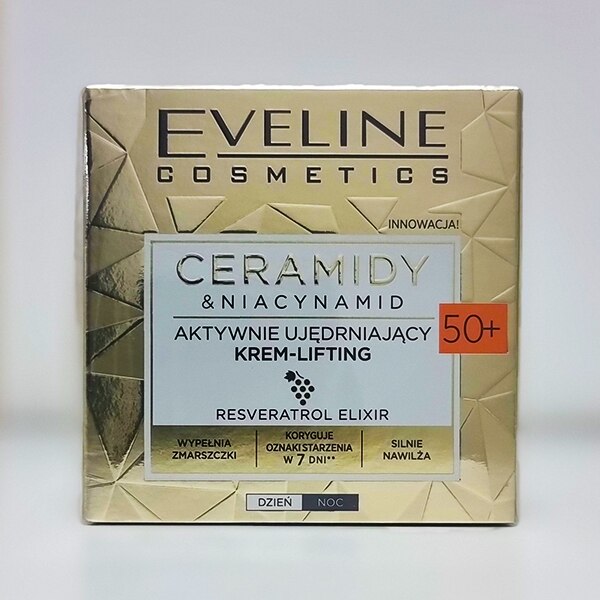 EVELINE
COSMETICS
INNOWACJA!
CERAMIDY
& NIACYNAMID
AKTYWNIE UJĘDRNIAJĄCY
KREM-LIFTING
50+
RESVERATROL ELIXIR
WYPEŁNIA
ZMARSZCZKI
KORYGUJE
OZNAKI STARZENIA
W 7 DNI**
SILNIE
NAWILŻA
DZIEŃ NOC